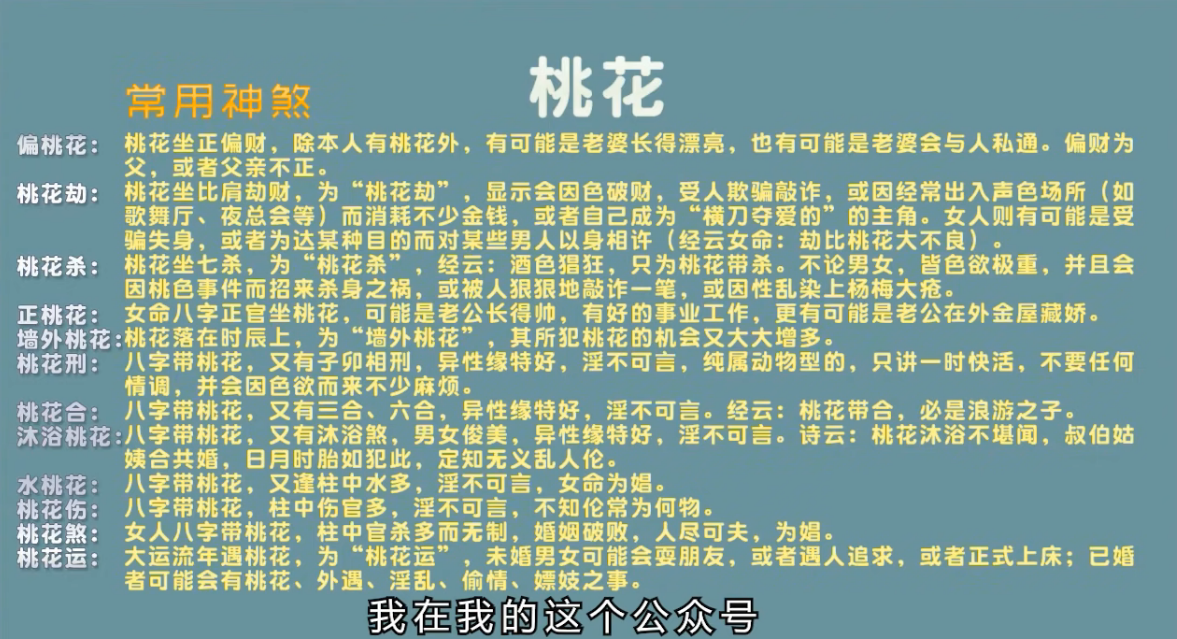 桃花
常用神煞
偏桃花： 桃花坐正偏财，除本人有桃花外，有可能是老婆长得漂亮，也有可能是老婆会与人私通。偏财为
父，或者父亲不正。
桃花劫： 桃花坐比肩劫财，为“桃花劫”，显示会因色破财，受人欺骗敲诈，或因经常出入声色场所（如
歌舞厅、夜总会等）而消耗不少金钱，或者自己成为“横刀夺爱的”的主角。女人则有可能是受
骗失身，或者为达某种目的而对某些男人以身相许（经云女命：劫比桃花大不良）。
桃花杀： 桃花坐七杀，为“桃花杀”，经云：酒色猖狂，只为桃花带杀。不论男女，皆色欲极重，并且会
因桃色事件而招来杀身之祸，或被人狠狠地敲诈一笔，或因性乱染上杨梅大疮。
正桃花： 女命八字正官坐桃花，可能是老公长得帅，有好的事业工作，更有可能是老公在外金屋藏娇。
墙外桃花：桃花落在时辰上，为“墙外桃花”，其所犯桃花的机会又大大增多。
桃花刑： 八字带桃花，又有子卯相刑，异性缘特好，淫不可言，纯属动物型的，只讲一时快活，不要任何
情调，并会因色欲而来不少麻烦。
桃花合： 八字带桃花，又有三合、六合，异性缘特好，淫不可言。经云：桃花带合，必是浪游之子。
沐浴桃花：八字带桃花，又有沐浴煞，男女俊美，异性缘特好，淫不可言。诗云：桃花沐浴不堪闻，叔伯姑
姨合共婚，日月时胎如犯此，定知无义乱人伦。
水桃花： 八字带桃花，又逢柱中水多，淫不可言，女命为娼。
桃花伤： 八字带桃花，柱中伤官多，淫不可言，不知伦常为何物。
桃花煞： 女人八字带桃花，柱中官杀多而无制，婚姻破败，人尽可夫，为娼。
桃花运： 大运流年遇桃花，为“桃花运”，未婚男女可能会耍朋友，或者遇人追求，或者正式上床；已婚
者可能会有桃花、外遇、淫乱、偷情、嫖妓之事。
我在我的这个公众号